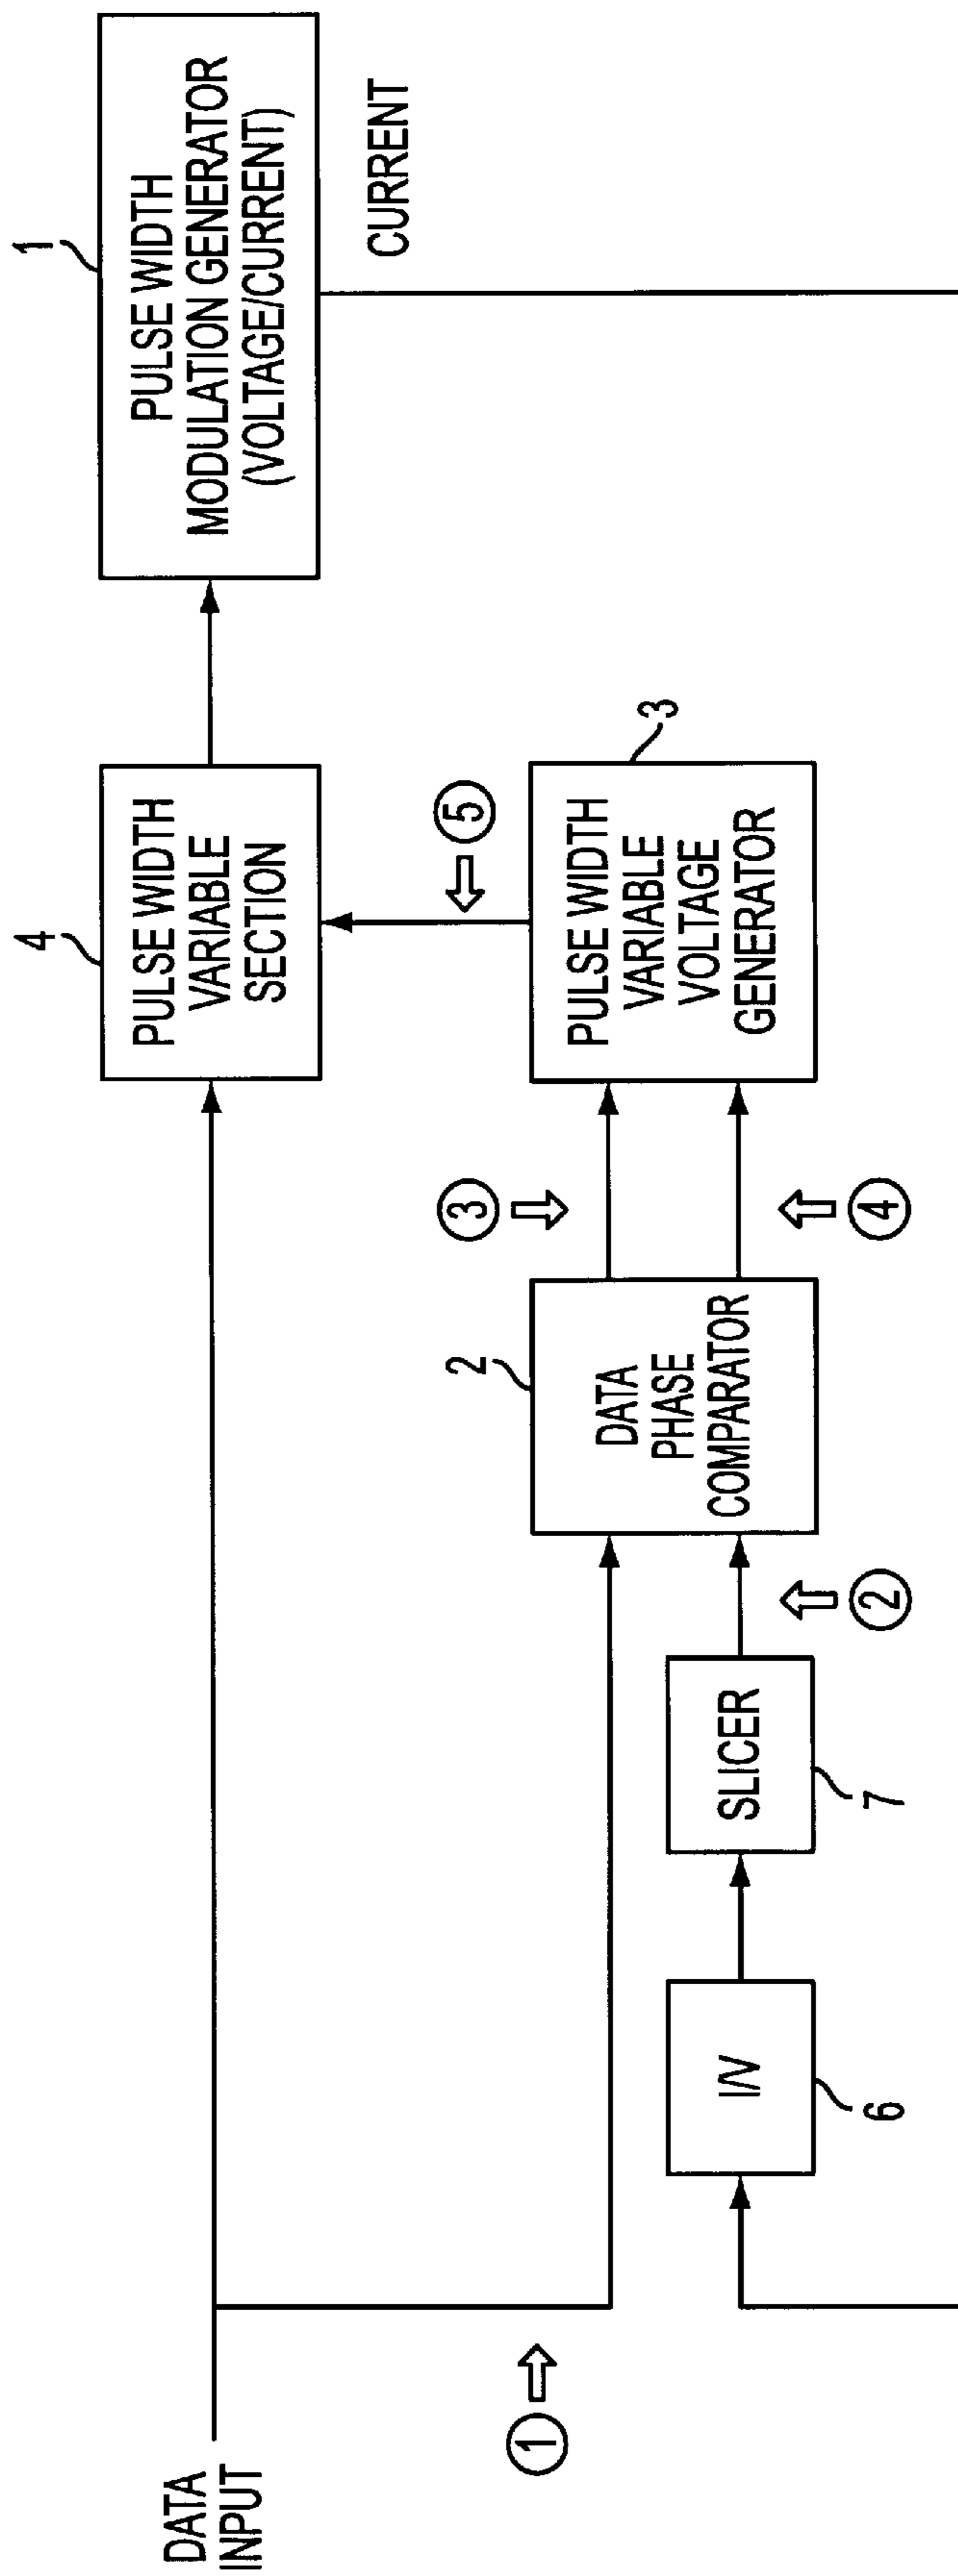 DATA
INPUT
4
PULSE WIDTH
VARIABLE
SECTION
1
PULSE WIDTH
MODULATION GENERATOR
(VOLTAGE/CURRENT)
CURRENT
①
2
DATA
PHASE
COMPARATOR
③
④
⑤
3
PULSE WIDTH
VARIABLE
VOLTAGE
GENERATOR
I/V
6
SLICER
7
②